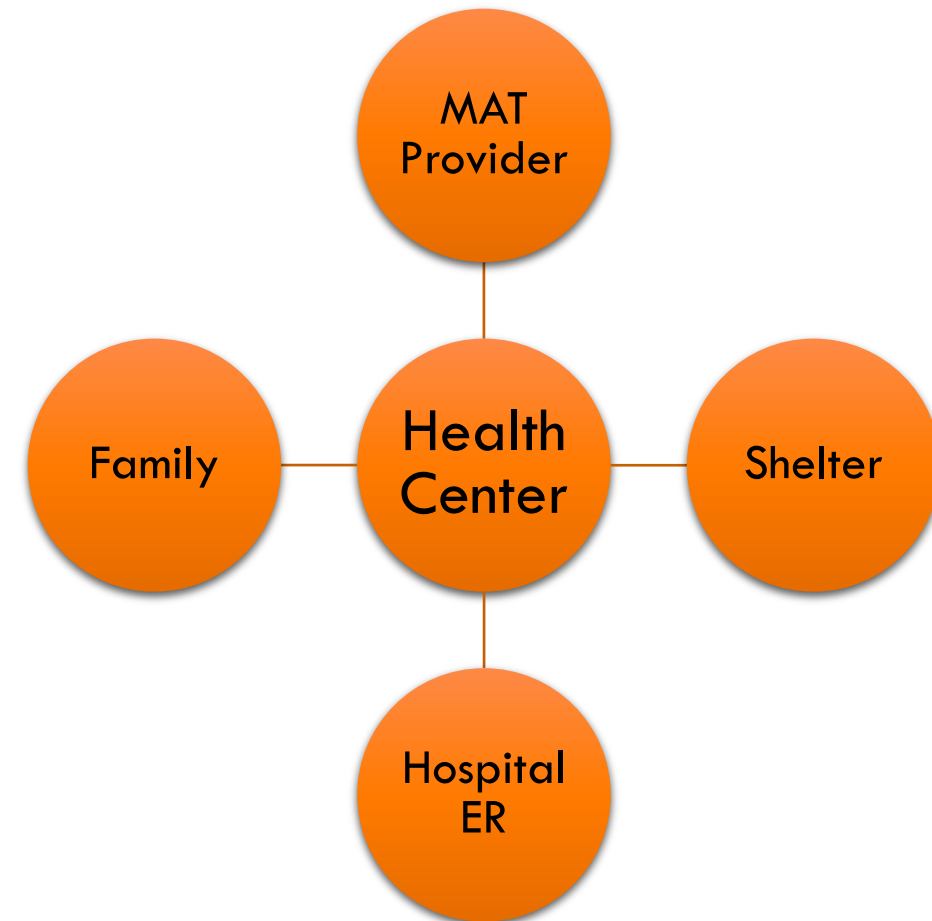 MAT
Provider
Family
Health
Center
Shelter
Hospital
ER